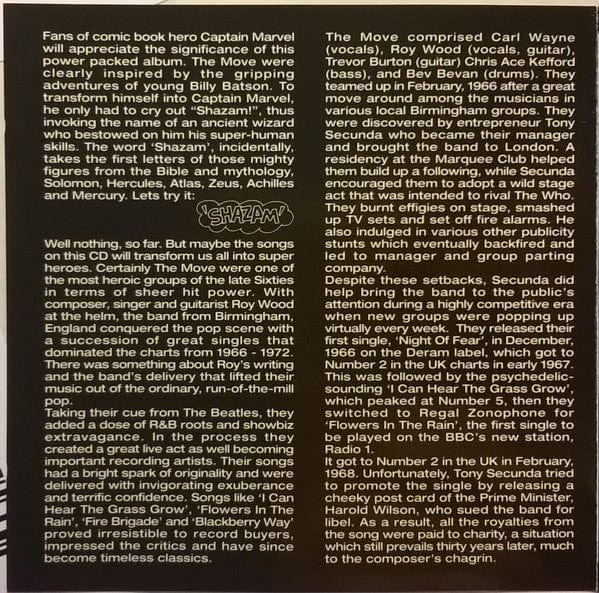 Fans of comic book hero Captain Marvel
will appreciate the significance of this
power packed album. The Move were
clearly inspired by the gripping
adventures of young Billy Batson. To
transform himself into Captain Marvel,
he only had to cry out “Shazam!”, thus
invoking the name of an ancient wizard
who bestowed on him his super-human
skills. The word ‘Shazam’, incidentally,
takes the first letters of those mighty
figures from the Bible and mythology,
Solomon, Hercules, Atlas, Zeus, Achilles
and Mercury. Lets try it:
‘SHAZAM’
Well nothing, so far. But maybe the songs
on this CD will transform us all into super
heroes. Certainly The Move were one of
the most heroic groups of the late Sixties
in terms of sheer hit power. With
composer, singer and guitarist Roy Wood
at the helm, the band from Birmingham,
England conquered the pop scene with
a succession of great singles that
dominated the charts from 1966 - 1972.
There was something about Roy's writing
and the band's delivery that lifted their
music out of the ordinary, run-of-the-mill
pop.
Taking their cue from The Beatles, they
added a dose of R&B roots and showbiz
extravagance. In the process they
created a great live act as well becoming
important recording artists. Their songs
had a bright spark of originality and were
delivered with invigorating exuberance
and terrific confidence. Songs like ‘I Can
Hear The Grass Grow’, ‘Flowers In The
Rain’, ‘Fire Brigade’ and ‘Blackberry Way’
proved irresistible to record buyers,
impressed the critics and have since
become timeless classics.
The Move comprised Carl Wayne
(vocals), Roy Wood (vocals, guitar),
Trevor Burton (guitar) Chris Ace Kefford
(bass), and Bev Bevan (drums). They
teamed up in February, 1966 after a great
move around among the musicians in
various local Birmingham groups. They
were discovered by entrepreneur Tony
Secunda who became their manager
and brought the band to London. A
residency at the Marquee Club helped
them build up a following, while Secunda
encouraged them to adopt a wild stage
act that was intended to rival The Who.
They burnt effigies on stage, smashed
up TV sets and set off fire alarms. He
also indulged in various other publicity
stunts which eventually backfired and
led to manager and group parting
company.
Despite these setbacks, Secunda did
help bring the band to the public's
attention during a highly competitive era
when new groups were popping up
virtually every week. They released their
first single, ‘Night Of Fear’, in December,
1966 on the Deram label, which got to
Number 2 in the UK charts in early 1967.
This was followed by the psychedelic-
sounding ‘I Can Hear The Grass Grow’,
which peaked at Number 5, then they
switched to Regal Zonophone for
‘Flowers In The Rain’, the first single to
be played on the BBC's new station,
Radio 1.
It got to Number 2 in the UK in February,
1968. Unfortunately, Tony Secunda tried
to promote the single by releasing a
cheeky post card of the Prime Minister,
Harold Wilson, who sued the band for
libel. As a result, all the royalties from
the song were paid to charity, a situation
which still prevails thirty years later, much
to the composer's chagrin.